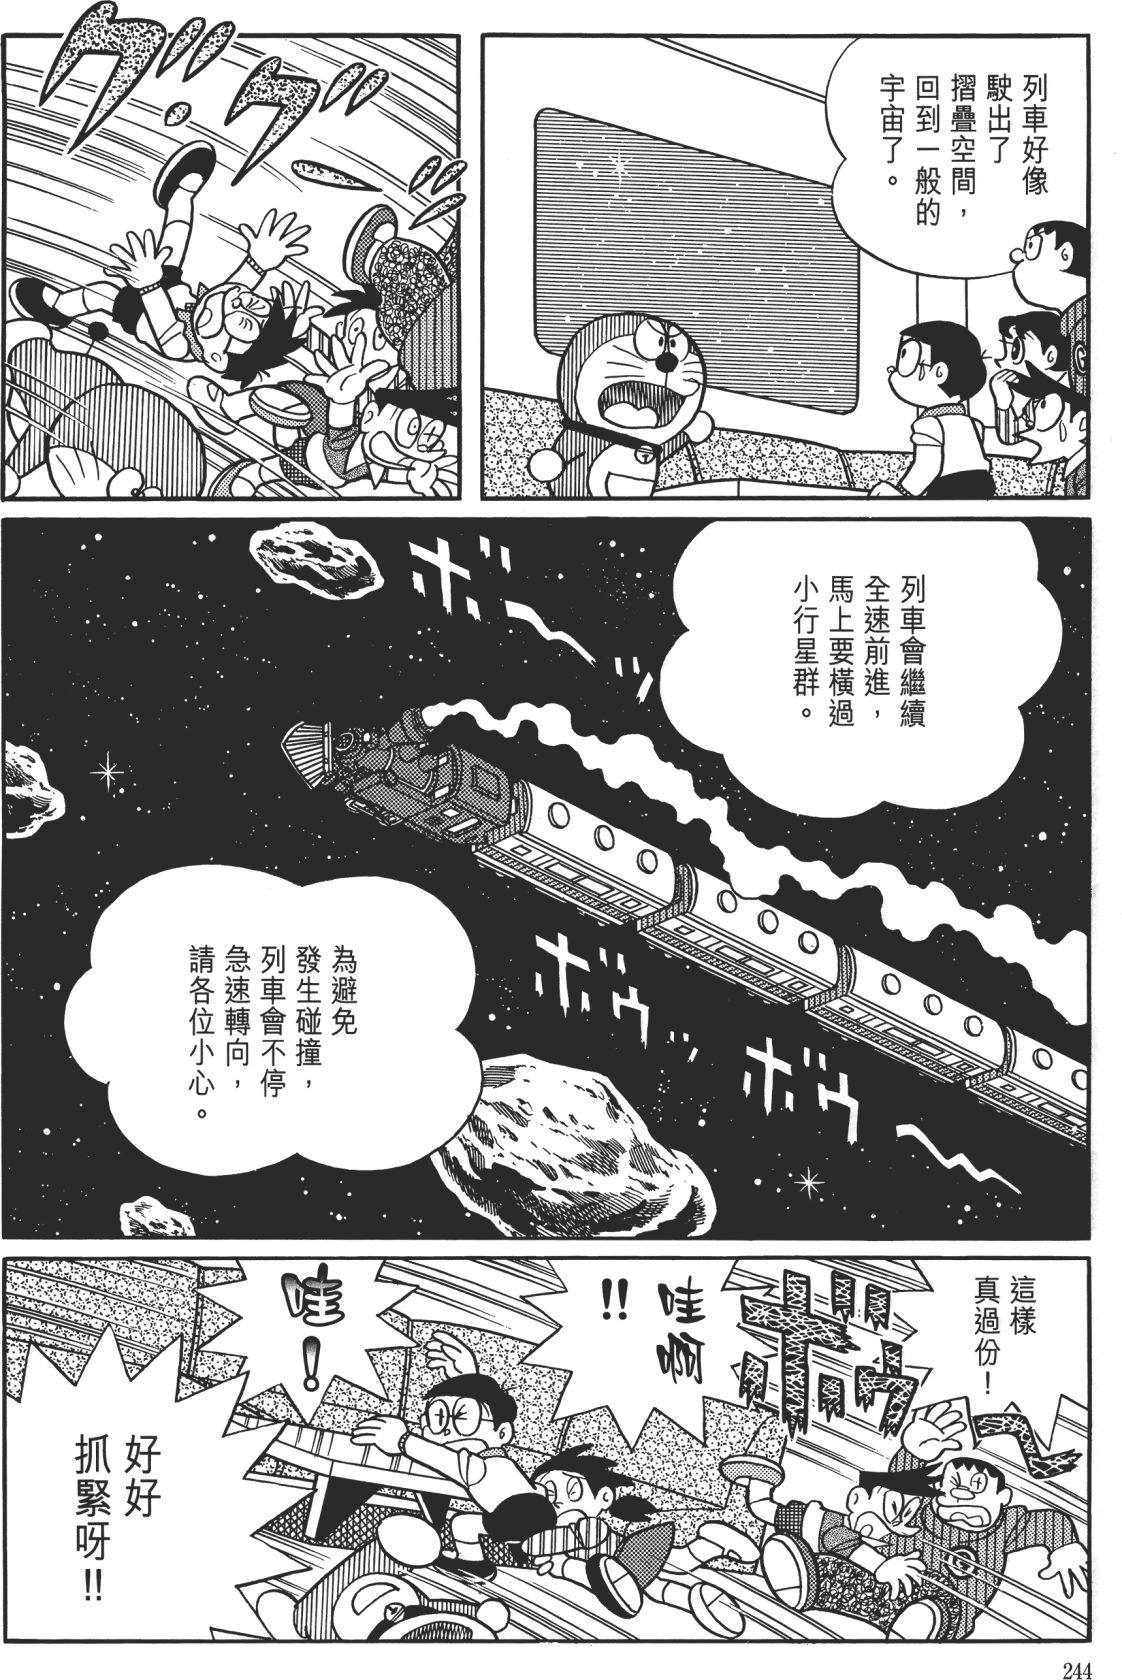 列車好像
駛出了
摺疊空間，
回到一般的
宇宙了。
グ
グ
列車會繼續
全速前進，
馬上要橫過
小行星群。
ボー
ボウッ
ボウ
為避免
發生碰撞，
列車會不停
急速轉向，
請各位小心。
這樣
真過份！
ボウ
哇啊
!!
哇！
好好
抓緊呀!!
244